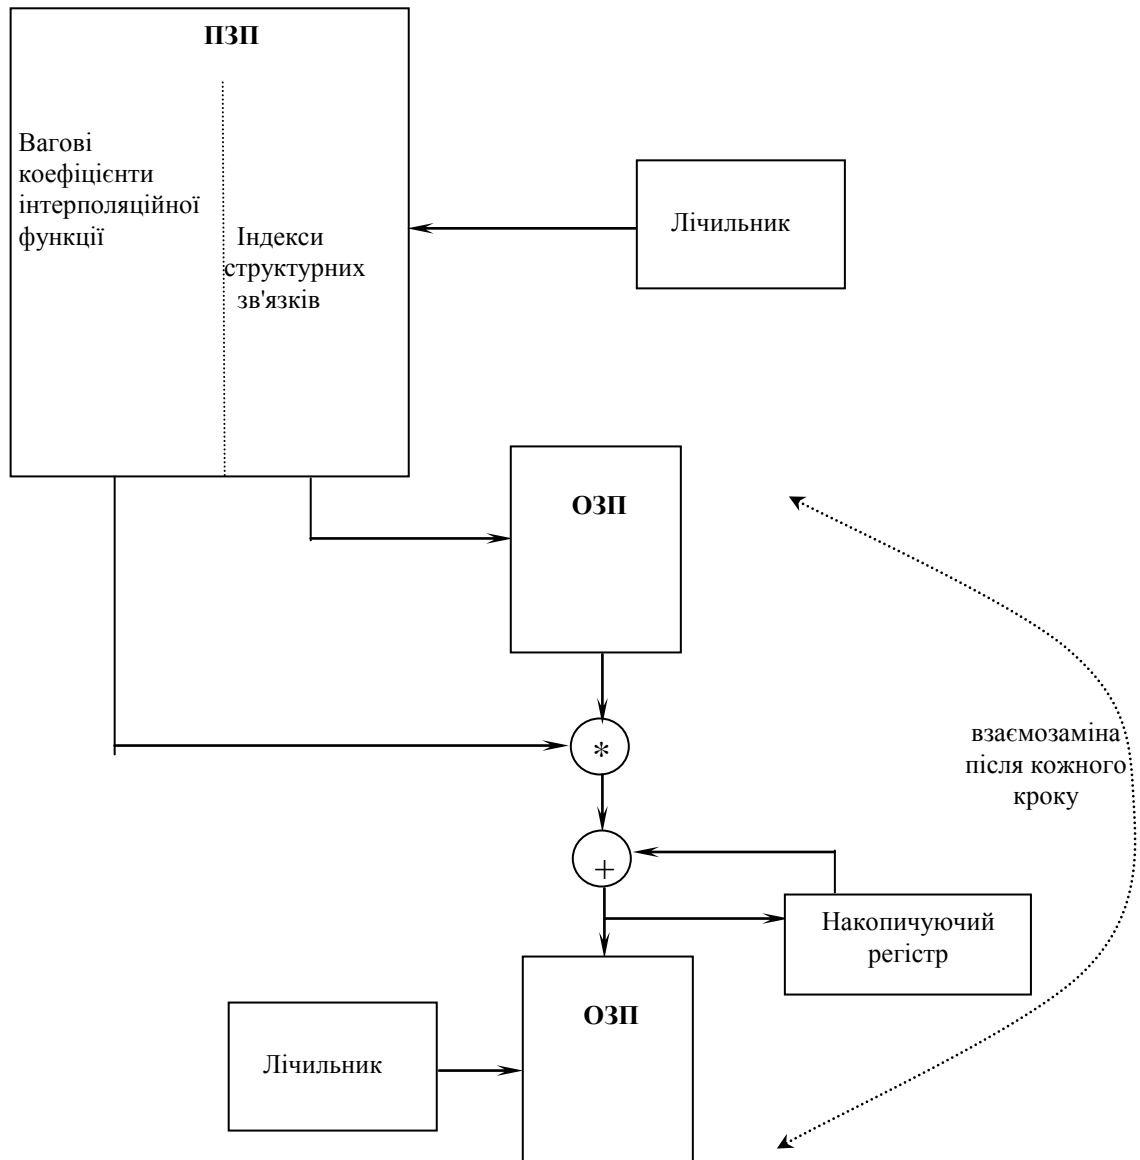 ПЗП
Вагові
коефіцієнти
інтерполяційної
функції
Індекси
структурних
зв'язків
Лічильник
ОЗП
*
взаємозаміна
після кожного
кроку
+
Накопичуючий
регістр
ОЗП
Лічильник